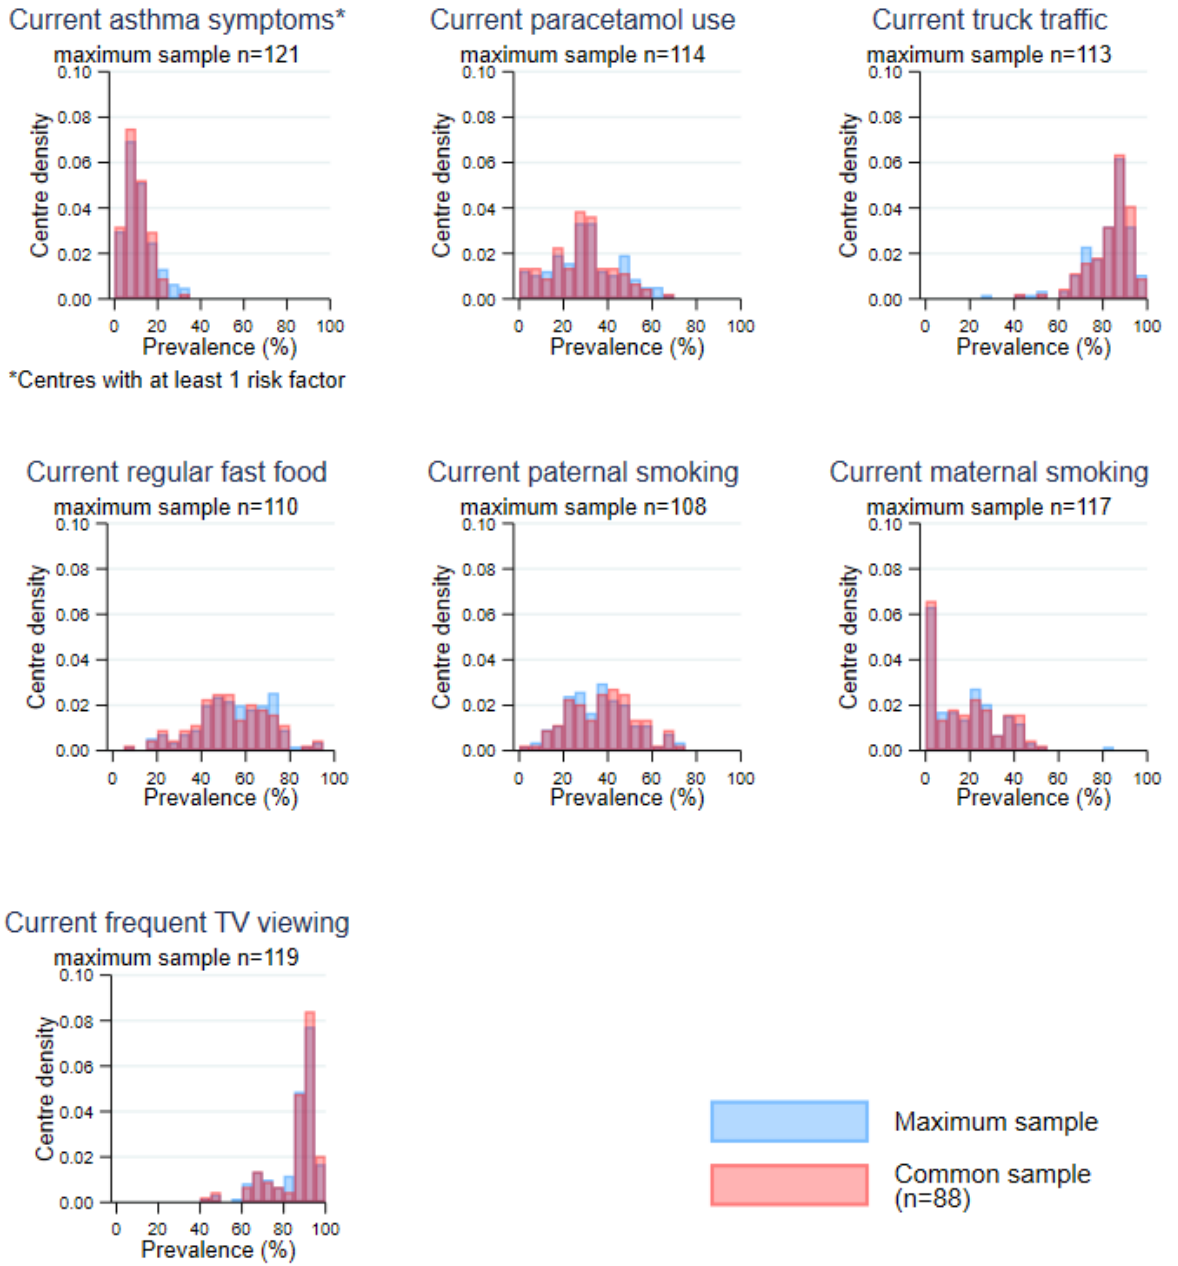 Current asthma symptoms*
maximum sample n=121
0.10
0.08
0.06
0.04
0.02
0.00
Centre density
0 20 40 60 80 100
Prevalence (%)
*Centres with at least 1 risk factor
Current paracetamol use
maximum sample n=114
0.10
0.08
0.06
0.04
0.02
0.00
Centre density
0 20 40 60 80 100
Prevalence (%)
Current truck traffic
maximum sample n=113
0.10
0.08
0.06
0.04
0.02
0.00
Centre density
0 20 40 60 80 100
Prevalence (%)
Current regular fast food
maximum sample n=110
0.10
0.08
0.06
0.04
0.02
0.00
Centre density
0 20 40 60 80 100
Prevalence (%)
Current paternal smoking
maximum sample n=108
0.10
0.08
0.06
0.04
0.02
0.00
Centre density
0 20 40 60 80 100
Prevalence (%)
Current maternal smoking
maximum sample n=117
0.10
0.08
0.06
0.04
0.02
0.00
Centre density
0 20 40 60 80 100
Prevalence (%)
Current frequent TV viewing
maximum sample n=119
0.10
0.08
0.06
0.04
0.02
0.00
Centre density
0 20 40 60 80 100
Prevalence (%)
Maximum sample
Common sample
(n=88)